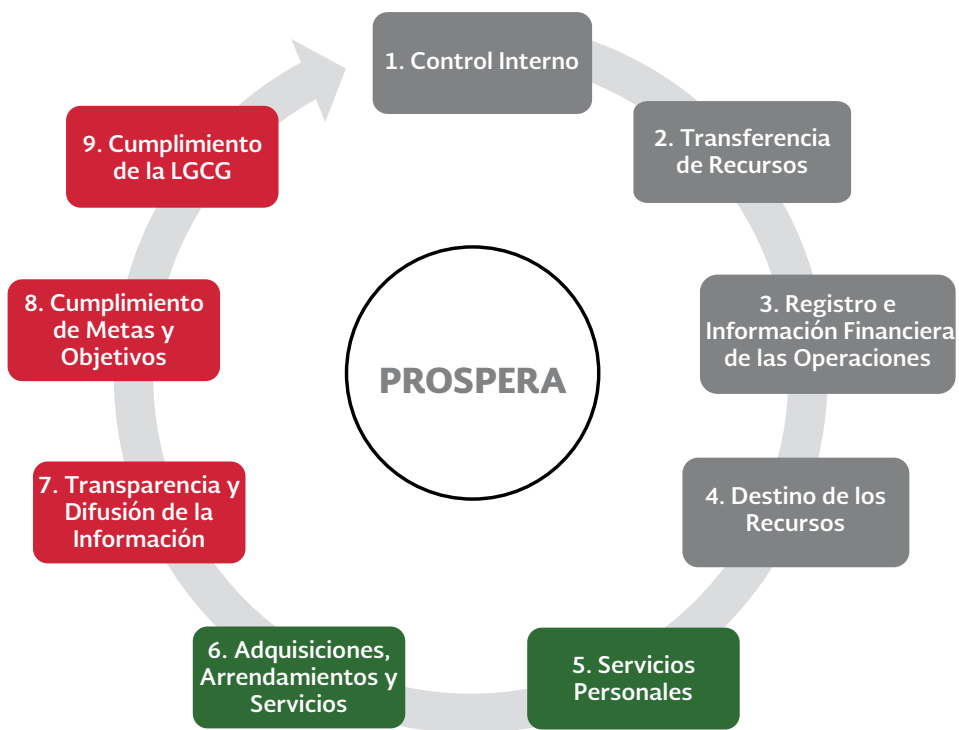 1. Control Interno
2. Transferencia
de Recursos
3. Registro e
Información Financiera
de las Operaciones
4. Destino de los
Recursos
5. Servicios
Personales
6. Adquisiciones,
Arrendamientos y
Servicios
7. Transparencia y
Difusión de la
Información
8. Cumplimiento
de Metas y
Objetivos
9. Cumplimiento
de la LGCG
PROSPERA